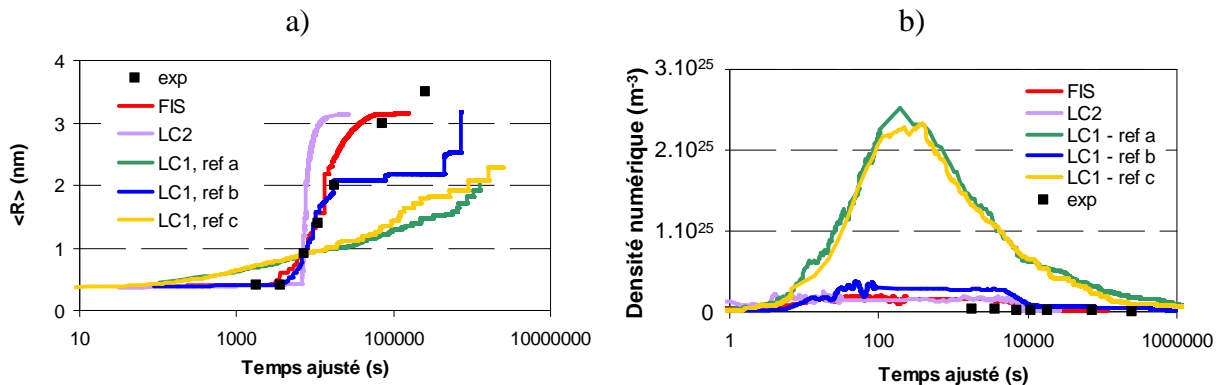 a)
4
3
2
1
0
<R> (nm)
exp
FIS
LC2
LC1, ref a
LC1, ref b
LC1, ref c
10
1000
100000
10000000
Temps ajusté (s)
b)
3.10²⁵
2.10²⁵
1.10²⁵
0
Densité numérique (m⁻³)
FIS
LC2
LC1 - ref a
LC1 - ref b
LC1 - ref c
exp
1
100
10000
1000000
Temps ajusté (s)